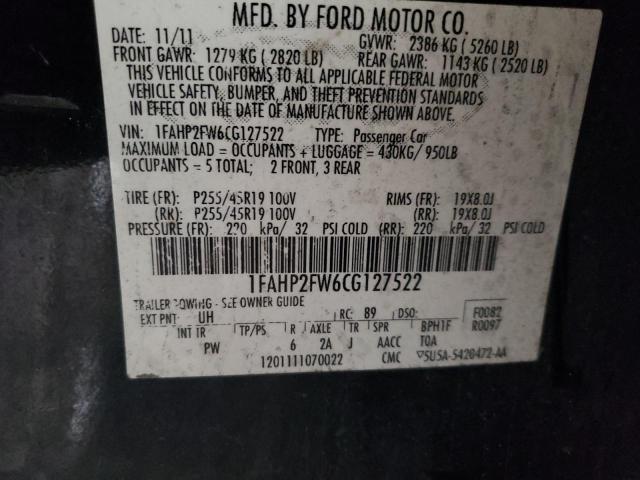 MFD. BY FORD MOTOR CO.
DATE: 11/11
GVWR: 2386 KG ( 5260 LB)
FRONT GAWR: 1279 KG ( 2820 LB)
REAR GAWR: 1143 KG ( 2520 LB)
THIS VEHICLE CONFORMS TO ALL APPLICABLE FEDERAL MOTOR
VEHICLE SAFETY, BUMPER, AND THEFT PREVENTION STANDARDS
IN EFFECT ON THE DATE OF MANUFACTURE SHOWN ABOVE.
VIN: 1FAHP2FW6CG127522 TYPE: Passenger Car
MAXIMUM LOAD = OCCUPANTS + LUGGAGE = 430KG/ 950LB
OCCUPANTS = 5 TOTAL; 2 FRONT, 3 REAR
TIRE (FR): P255/45R19 100V RIMS (FR): 19X8.0J
(RR): P255/45R19 100V (RR): 19X8.0J
PRESSURE (FR): 220 kPa/ 32 PSI COLD (RR): 220 kPa/ 32 PSI COLD
1FAHP2FW6CG127522
TRAILER TOWING - SEE OWNER GUIDE
EXT PNT: UH RC: 89 DSO: F0082
R0097
INT TR TP/PS R AXLE TR SPR BPHTF
PW 6 2A J AACC TOA
1201111070022 CMC 5U5A-5420472-AA